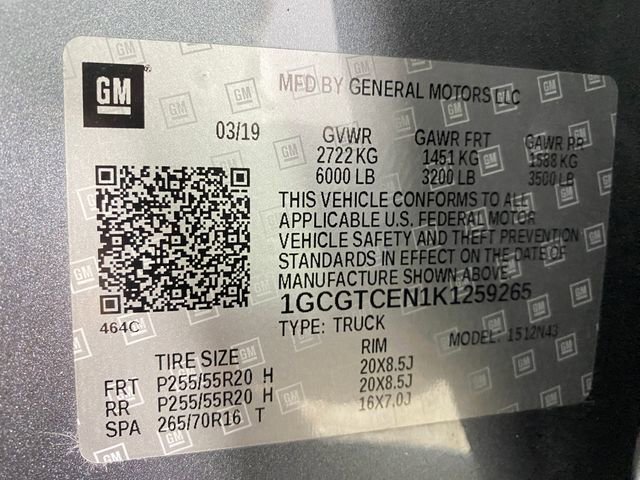 GM
MFD BY GENERAL MOTORS LLC
03/19 GVWR GAWR FRT GAWR RR
2722 KG 1451 KG 1588 KG
6000 LB 3200 LB 3500 LB
THIS VEHICLE CONFORMS TO ALL
APPLICABLE U.S. FEDERAL MOTOR
VEHICLE SAFETY AND THEFT PREVENTION
STANDARDS IN EFFECT ON THE DATE OF
MANUFACTURE SHOWN ABOVE
464C
1GCGTCEN1K1259265
TYPE: TRUCK MODEL: 1512N43
TIRE SIZE RIM
FRT P255/55R20 H 20X8.5J
RR P255/55R20 H 20X8.5J
SPA 265/70R16 T 16X7.0J